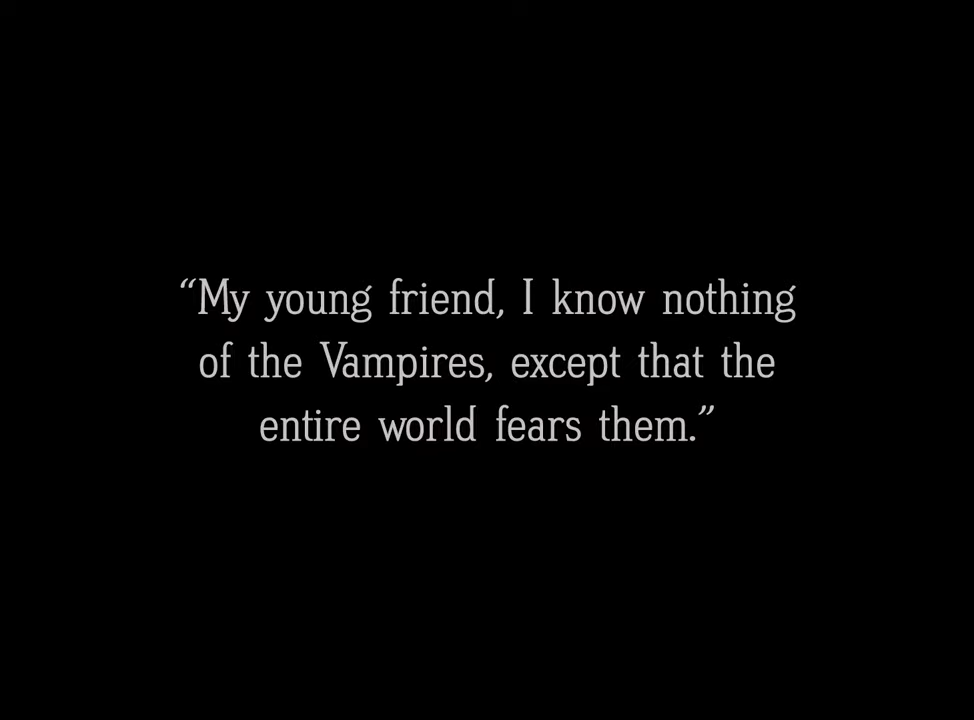 “My young friend, I know nothing
of the Vampires, except that the
entire world fears them.”